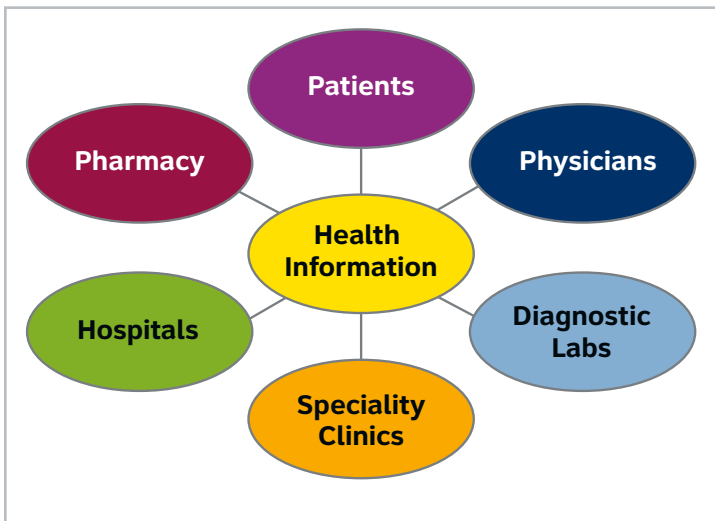 Patients
Pharmacy
Physicians
Health
Information
Hospitals
Diagnostic
Labs
Speciality
Clinics